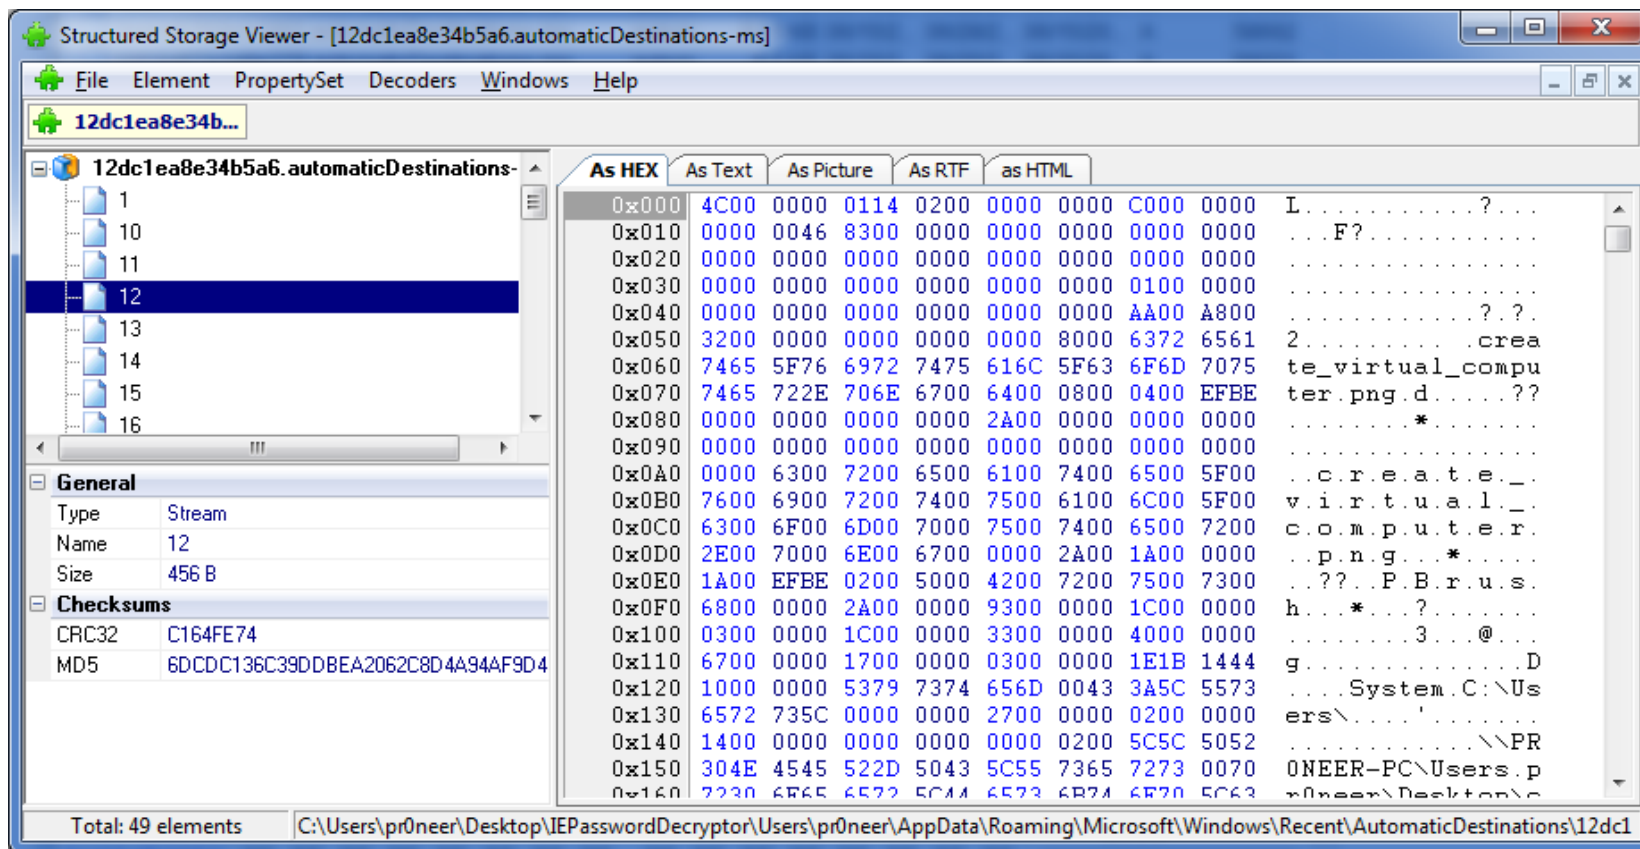 Structured Storage Viewer - [12dc1ea8e34b5a6.automaticDestinations-ms]
File Element PropertySet Decoders Windows Help
12dc1ea8e34b...
12dc1ea8e34b5a6.automaticDestinations-
1
10
11
12
13
14
15
16
General
Type Stream
Name 12
Size 456 B
Checksums
CRC32 C164FE74
MD5 6DCDC136C39DDBEA2062C8D4A94AF9D4
As HEX As Text As Picture As RTF as HTML
0x000 4C00 0000 0114 0200 0000 0000 C000 0000 L............?...
0x010 0000 0046 8300 0000 0000 0000 0000 0000 ...F?...........
0x020 0000 0000 0000 0000 0000 0000 0000 0000 ................
0x030 0000 0000 0000 0000 0000 0000 0100 0000 ................
0x040 0000 0000 0000 0000 0000 0000 AA00 A800 ............?.?.
0x050 3200 0000 0000 0000 0000 8000 6372 6561 2......... .crea
0x060 7465 5F76 6972 7475 616C 5F63 6F6D 7075 te_virtual_compu
0x070 7465 722E 706E 6700 6400 0800 0400 EFBE ter.png.d.....??
0x080 0000 0000 0000 0000 2A00 0000 0000 0000 ........*.......
0x090 0000 0000 0000 0000 0000 0000 0000 0000 ................
0x0A0 0000 6300 7200 6500 6100 7400 6500 5F00 ..c.r.e.a.t.e._.
0x0B0 7600 6900 7200 7400 7500 6100 6C00 5F00 v.i.r.t.u.a.l._.
0x0C0 6300 6F00 6D00 7000 7500 7400 6500 7200 c.o.m.p.u.t.e.r.
0x0D0 2E00 7000 6E00 6700 0000 2A00 1A00 0000 ..p.n.g...*.....
0x0E0 1A00 EFBE 0200 5000 4200 7200 7500 7300 ..??..P.B.r.u.s.
0x0F0 6800 0000 2A00 0000 9300 0000 1C00 0000 h...*...?.......
0x100 0300 0000 1C00 0000 3300 0000 4000 0000 ........3...@...
0x110 6700 0000 1700 0000 0300 0000 1E1B 1444 g..............D
0x120 1000 0000 5379 7374 656D 0043 3A5C 5573 ....System.C:\Us
0x130 6572 735C 0000 0000 2700 0000 0200 0000 ers\....'.......
0x140 1400 0000 0000 0000 0000 0200 5C5C 5052 ............\\PR
0x150 304E 4545 522D 5043 5C55 7365 7273 0070 0NEER-PC\Users.p
0x160 7230 6E65 6572 5C44 6573 6B74 6F70 5C63 r0neer\Desktop\c
Total: 49 elements C:\Users\pr0neer\Desktop\IEPasswordDecryptor\Users\pr0neer\AppData\Roaming\Microsoft\Windows\Recent\AutomaticDestinations\12dc1